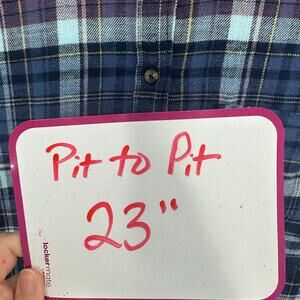 Pit to Pit
23"
lockermate